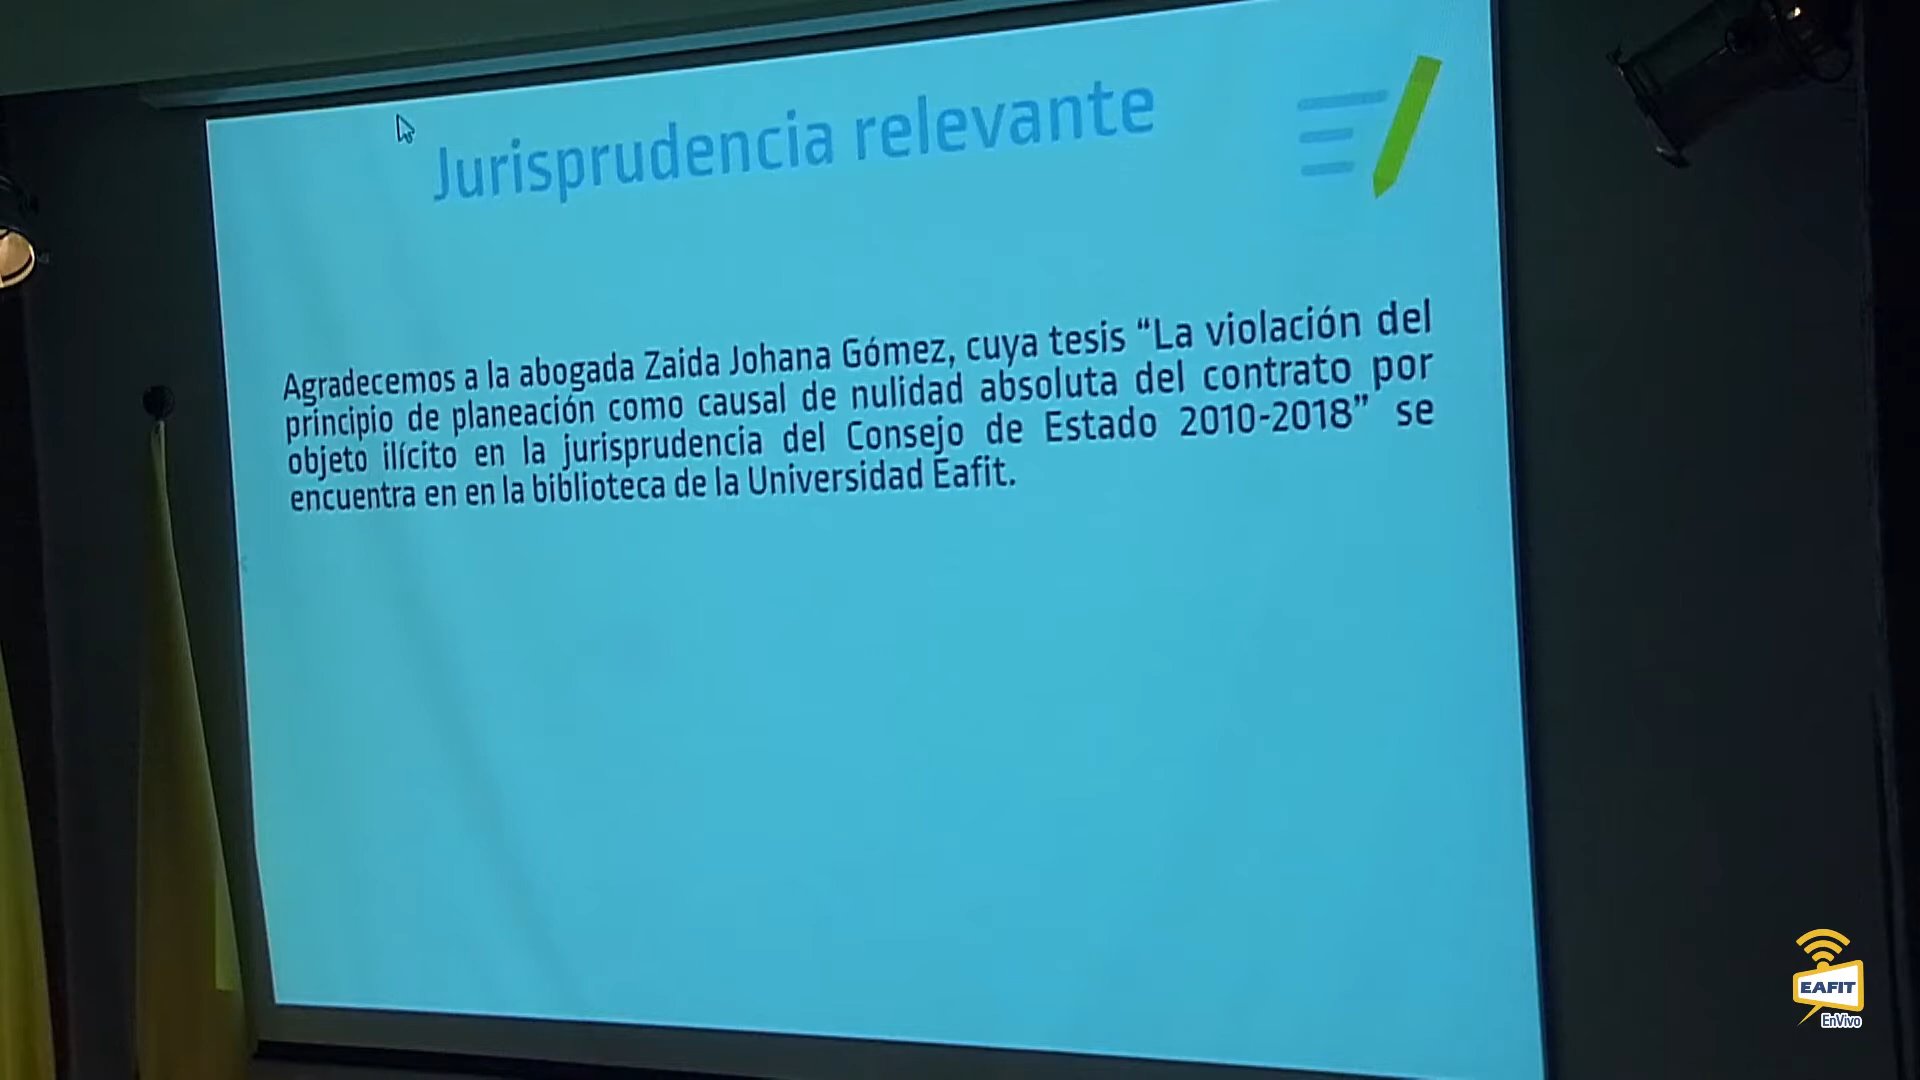 Jurisprudencia relevante
Agradecemos a la abogada Zaida Johana Gómez, cuya tesis “La violación del
principio de planeación como causal de nulidad absoluta del contrato por
objeto ilícito en la jurisprudencia del Consejo de Estado 2010-2018” se
encuentra en en la biblioteca de la Universidad Eafit.
EAFIT
EnVivo